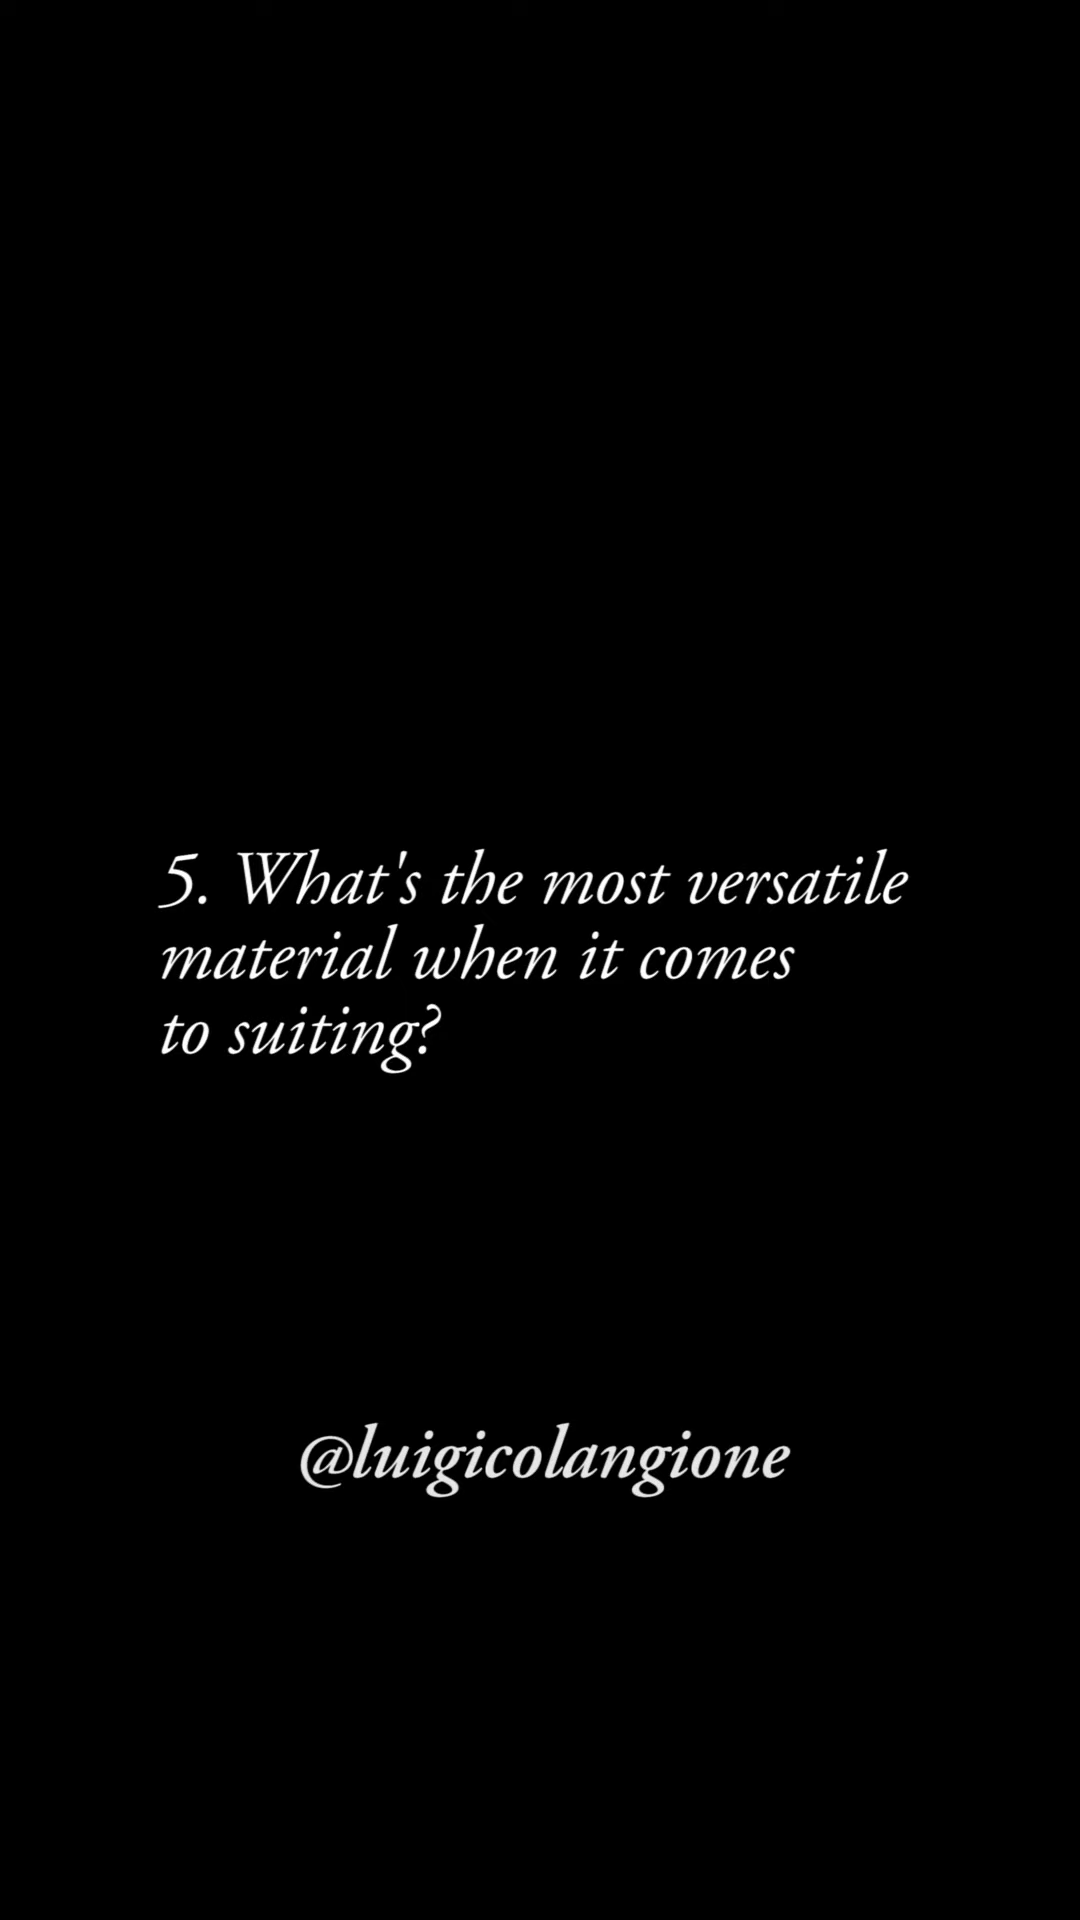 5. What's the most versatile
material when it comes
to suiting?
@luigicolangione